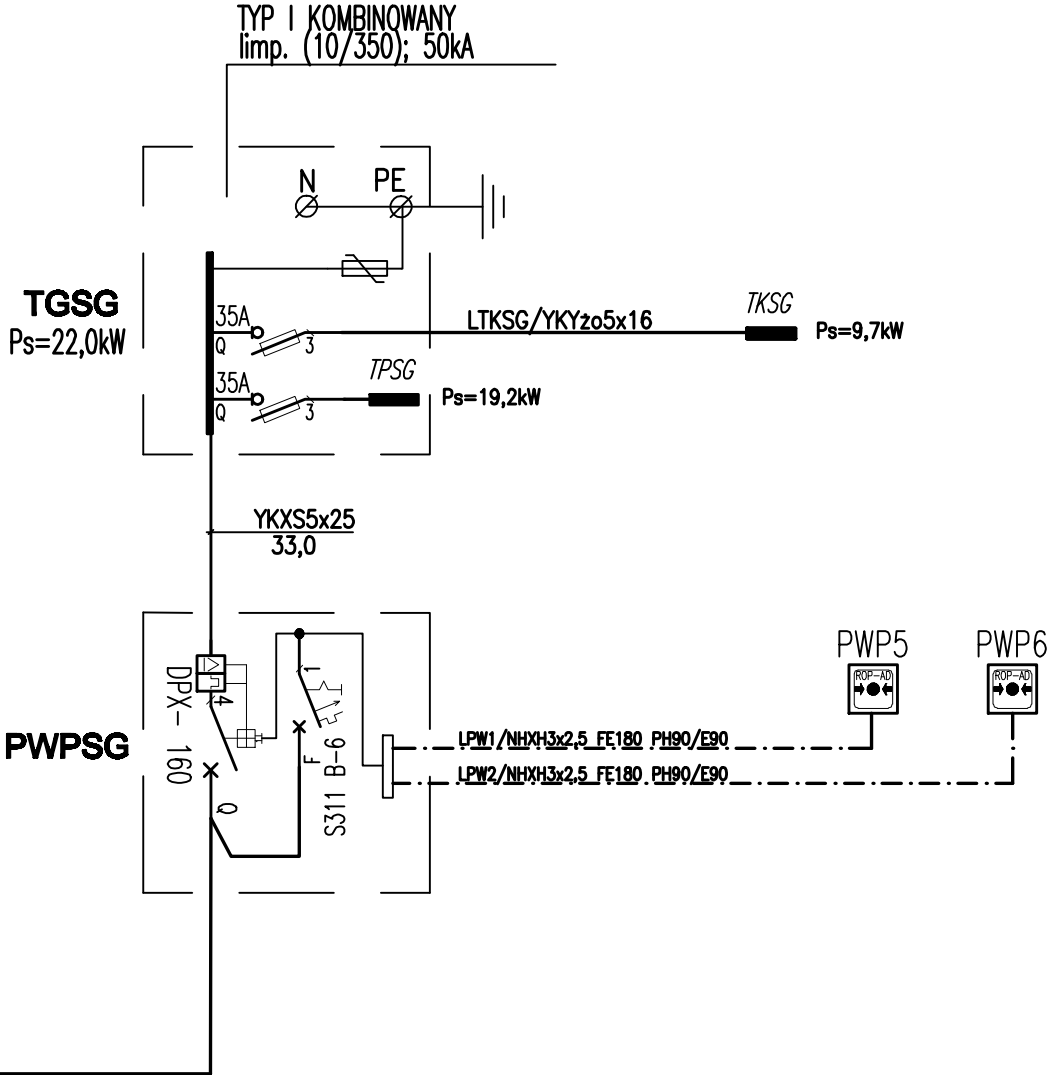 TYP I KOMBINOWANY
Iimp. (10/350); 50kA
N
PE
TGSG
Ps=22,0kW
35A
Q
3
LTKSG/YKYżo5x16
TKSG
Ps=9,7kW
35A
Q
3
TPSG
Ps=19,2kW
YKXS5x25
33,0
PWPSG
DPX- 160
4
Q
1
F
S311 B-6
LPW1/NHXH3x2,5 FE180 PH90/E90
LPW2/NHXH3x2,5 FE180 PH90/E90
PWP5
ROP-AD
PWP6
ROP-AD